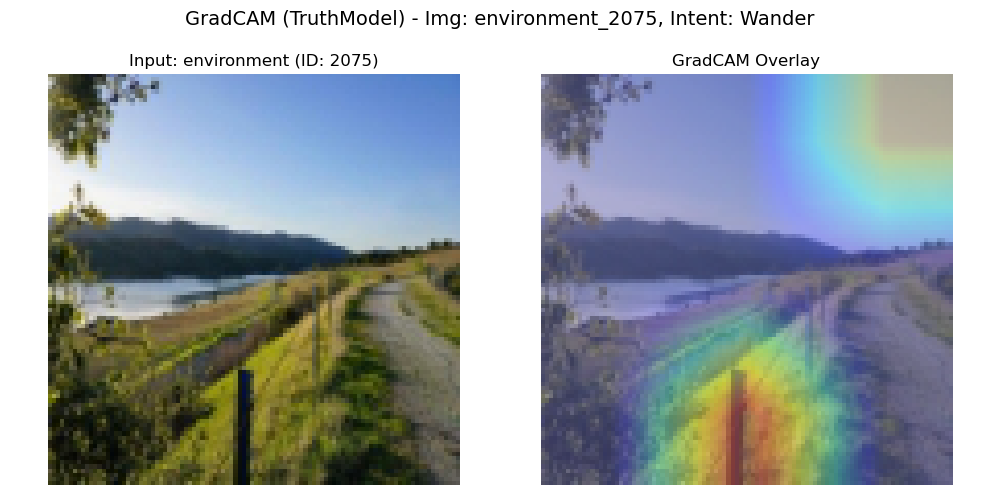 GradCAM (TruthModel) - Img: environment_2075, Intent: Wander
Input: environment (ID: 2075)
GradCAM Overlay